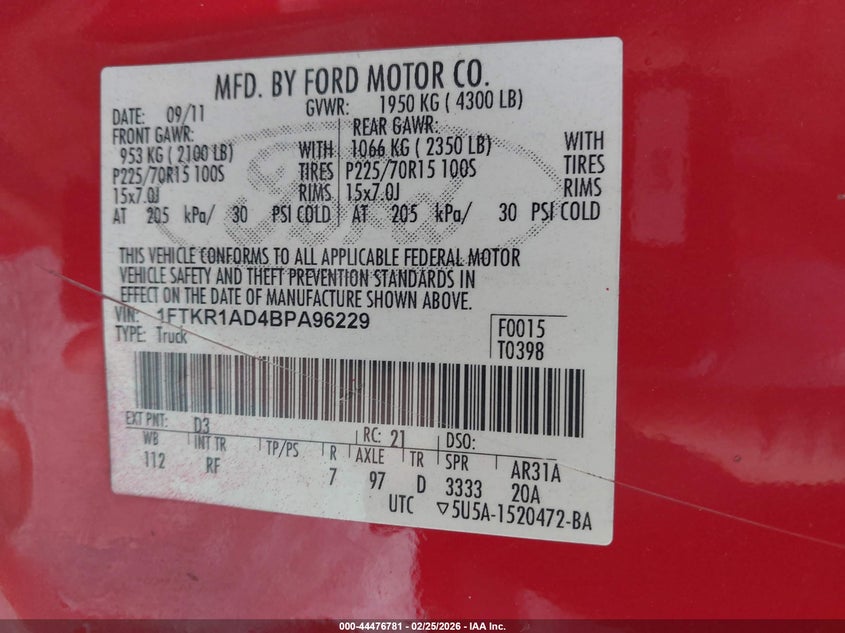 MFD. BY FORD MOTOR CO.
DATE: 09/11 GVWR: 1950 KG ( 4300 LB)
FRONT GAWR: REAR GAWR:
953 KG ( 2100 LB) WITH 1066 KG ( 2350 LB) WITH
P225/70R15 100S TIRES P225/70R15 100S TIRES
15x7.0J RIMS 15x7.0J RIMS
AT 205 kPa/ 30 PSI COLD AT 205 kPa/ 30 PSI COLD
THIS VEHICLE CONFORMS TO ALL APPLICABLE FEDERAL MOTOR
VEHICLE SAFETY AND THEFT PREVENTION STANDARDS IN
EFFECT ON THE DATE OF MANUFACTURE SHOWN ABOVE.
VIN: 1FTKR1AD4BPA96229 F0015
TYPE: Truck T0398
EXT PNT: D3 RC: 21 DSO:
WB INT TR TP/PS R AXLE TR SPR AR31A
112 RF 7 97 D 3333 20A
UTC ▽5U5A-1520472-BA
Ford
000-44476781 - 02/25/2026 - IAA Inc.